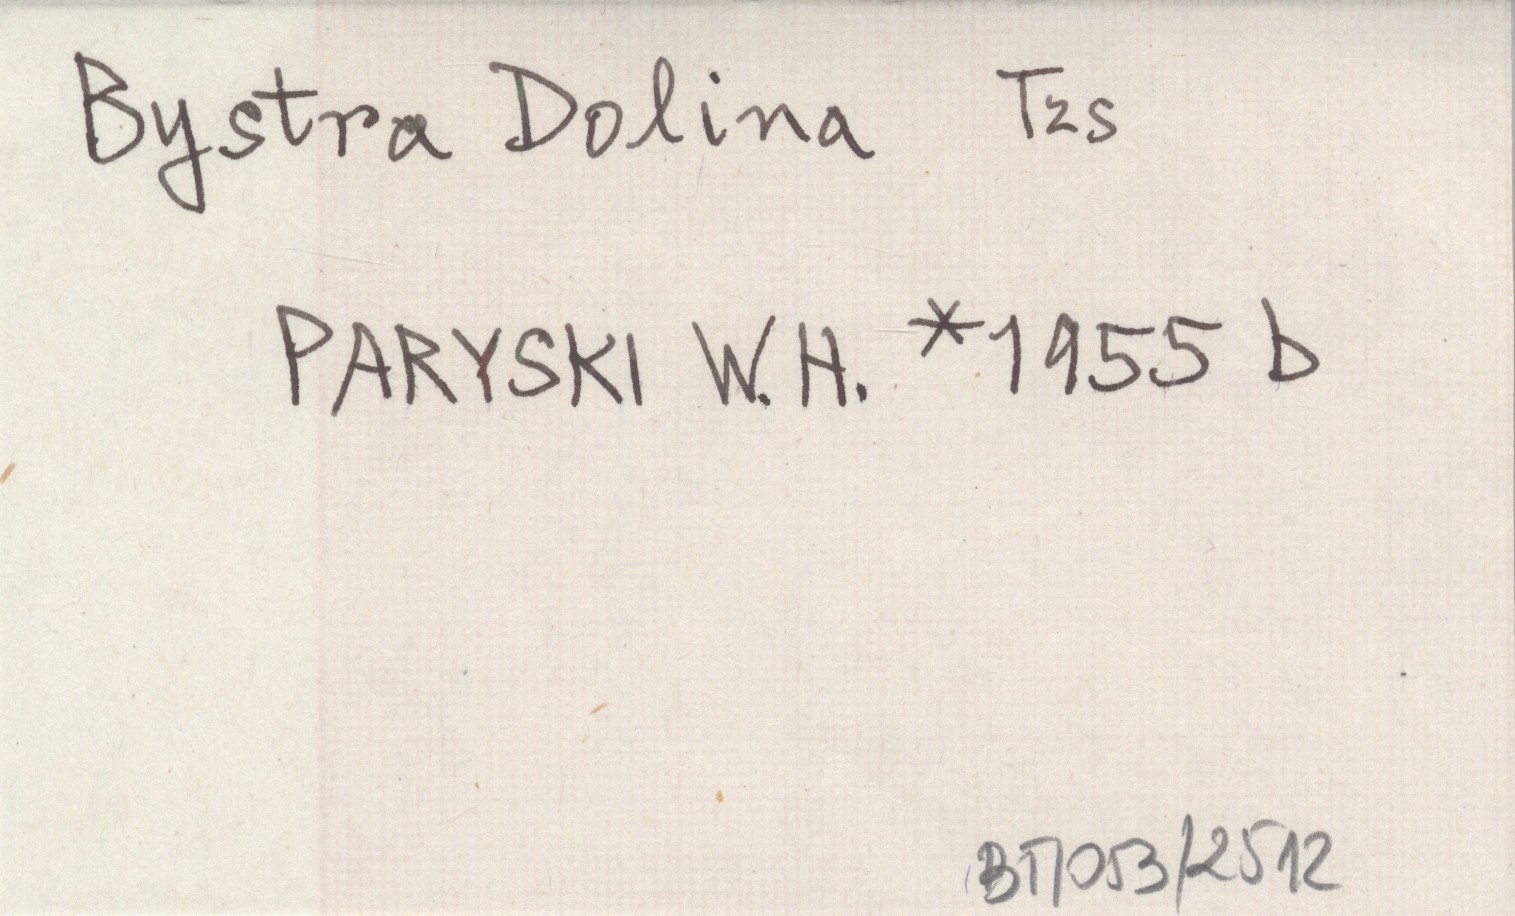 Bystra Dolina Tzs
PARYSKI W.H. *1955 b
BT/053/2512